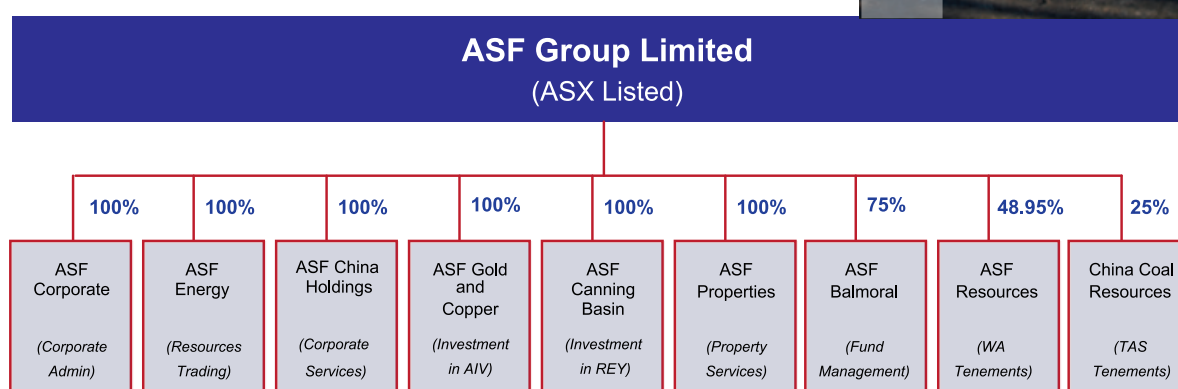 ASF Group Limited
(ASX Listed)
100%
100%
100%
100%
100%
100%
75%
48.95%
25%
ASF
Corporate
(Corporate
Admin)
ASF
Energy
(Resources
Trading)
ASF China
Holdings
(Corporate
Services)
ASF Gold
and
Copper
(Investment
in AIV)
ASF
Canning
Basin
(Investment
in REY)
ASF
Properties
(Property
Services)
ASF
Balmoral
(Fund
Management)
ASF
Resources
(WA
Tenements)
China Coal
Resources
(TAS
Tenements)